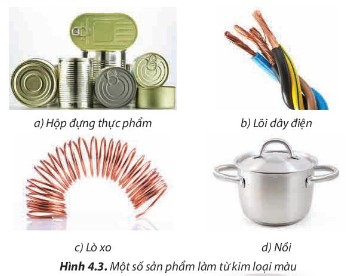 a) Hộp đựng thực phẩm
b) Lõi dây điện
c) Lò xo
d) Nồi
Hình 4.3. Một số sản phẩm làm từ kim loại màu